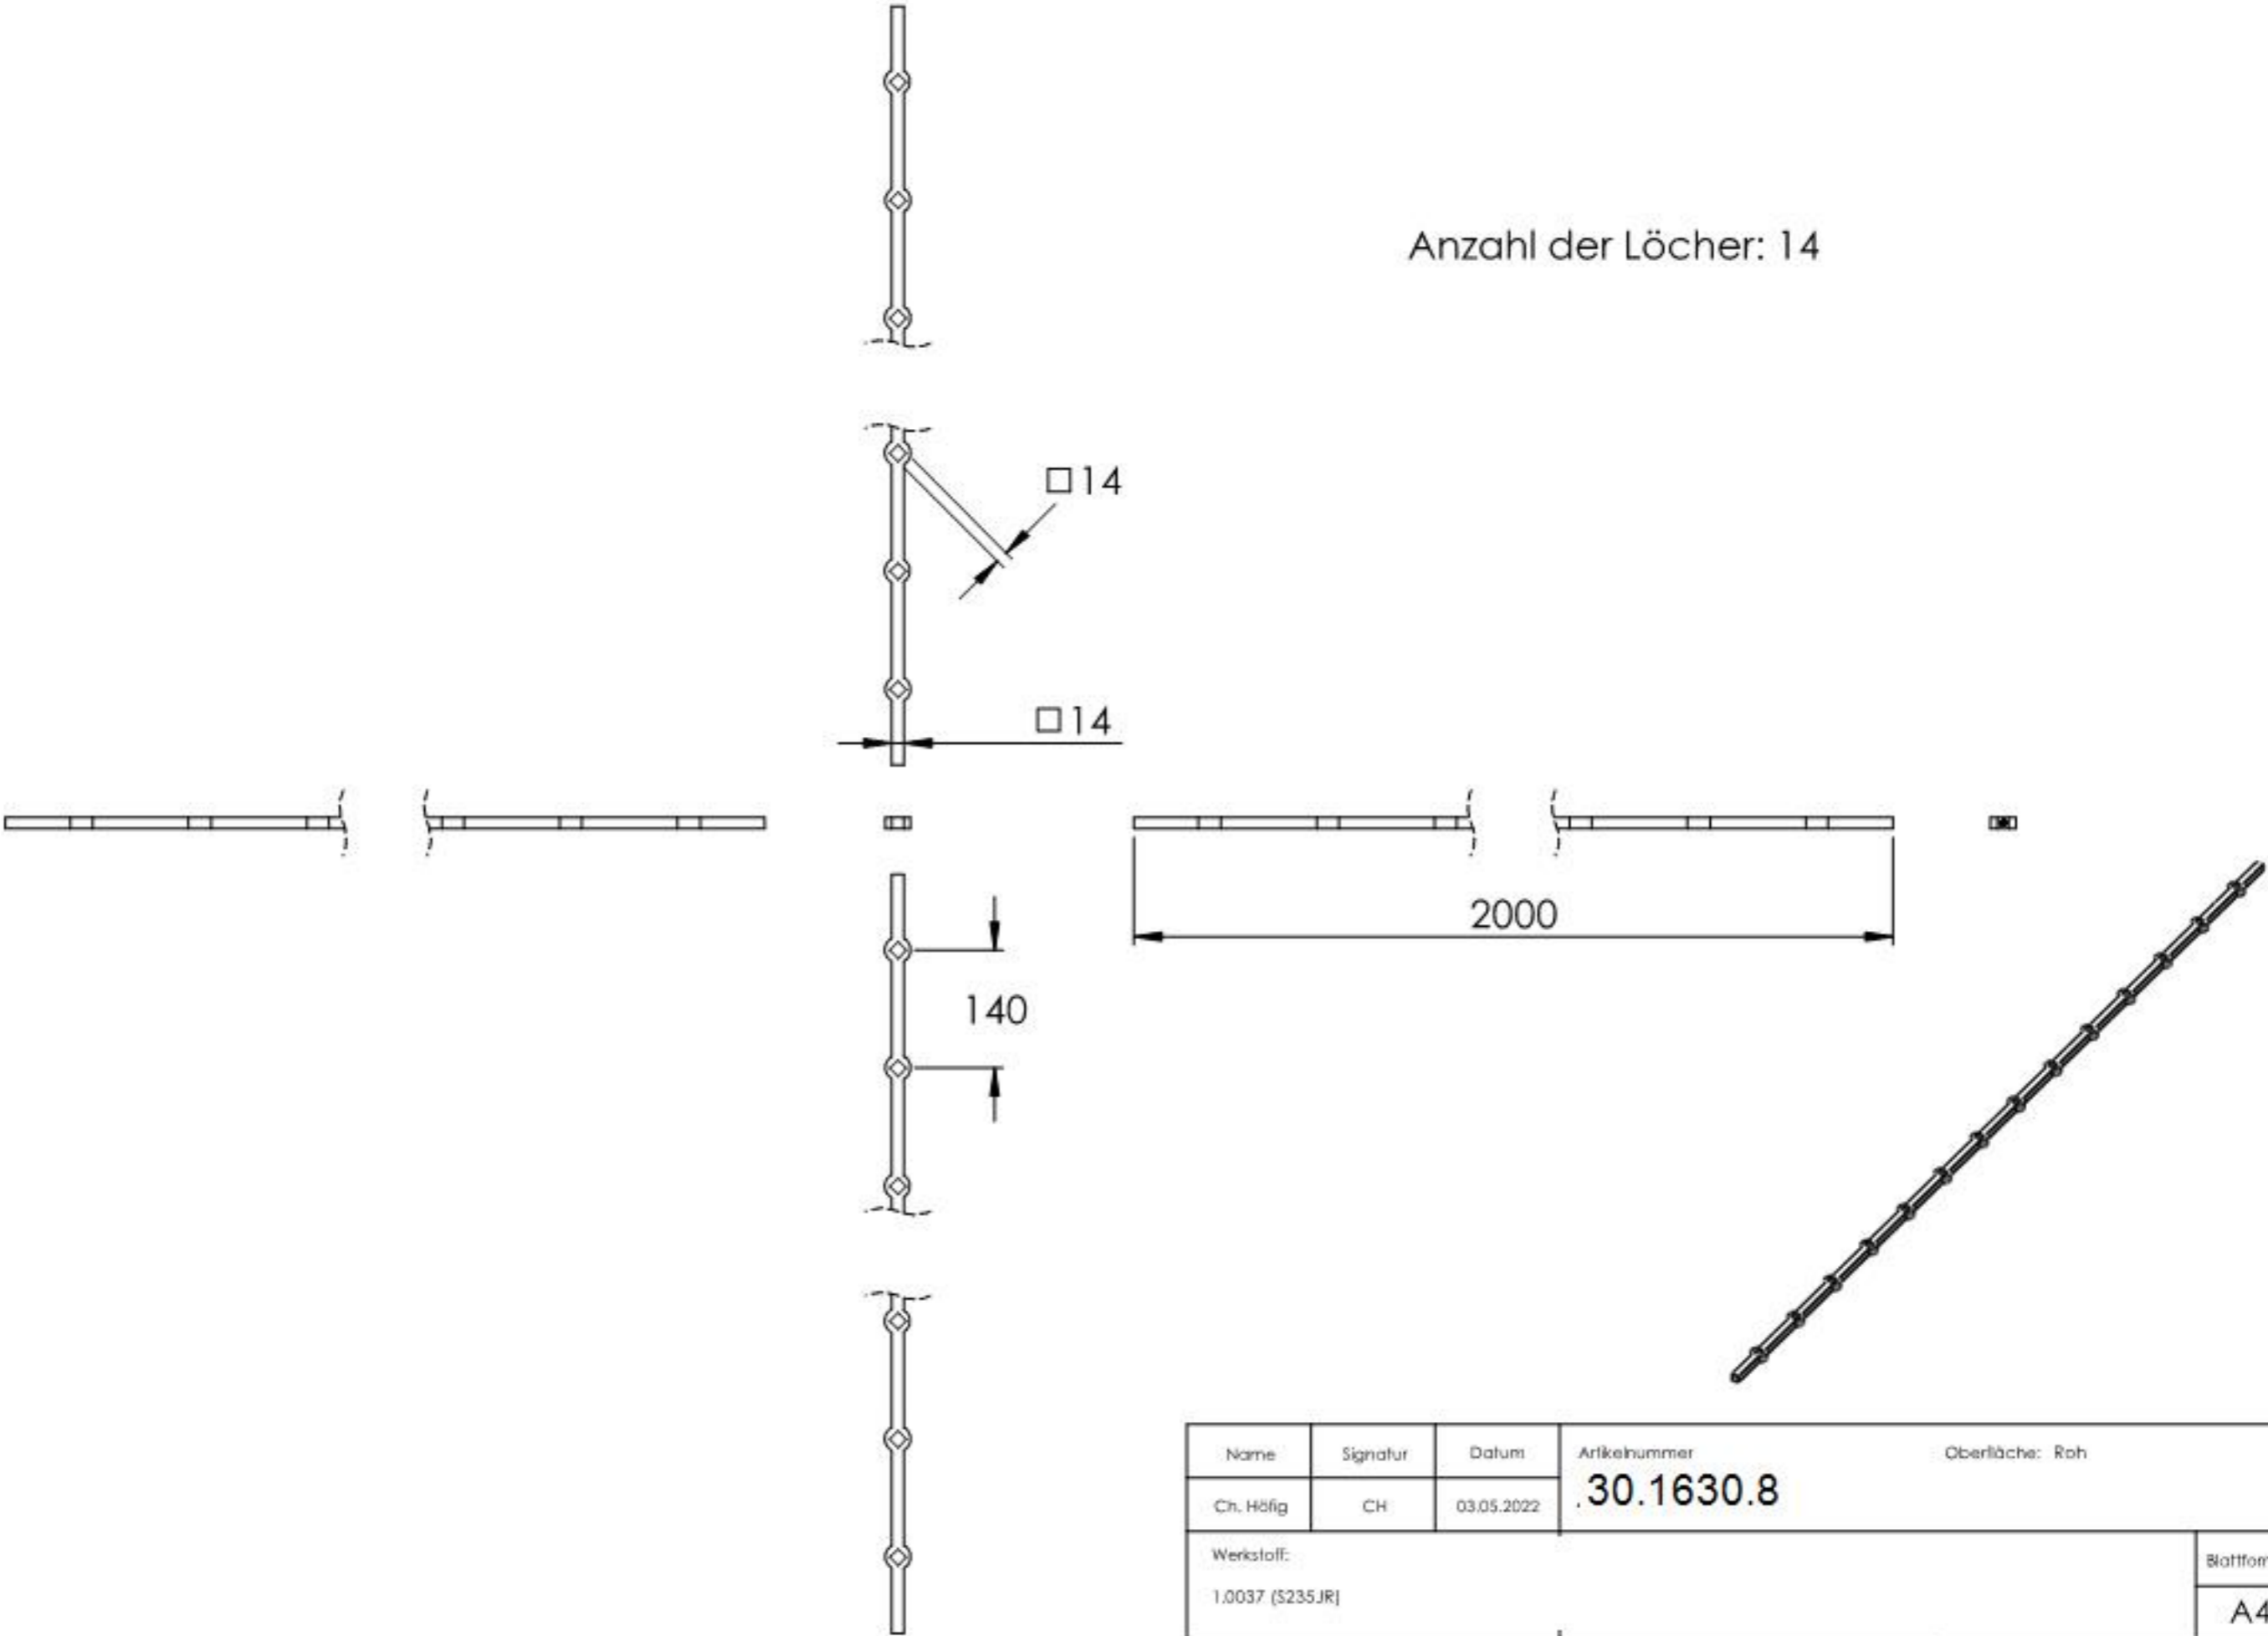 Anzahl der Löcher: 14
□14
□14
2000
140
Name Signatur Datum Artikelnummer Oberfläche: Roh
Ch. Höfig CH 03.05.2022 .30.1630.8
Werkstoff:
1.0037 (S235JR)
Blattform
A4